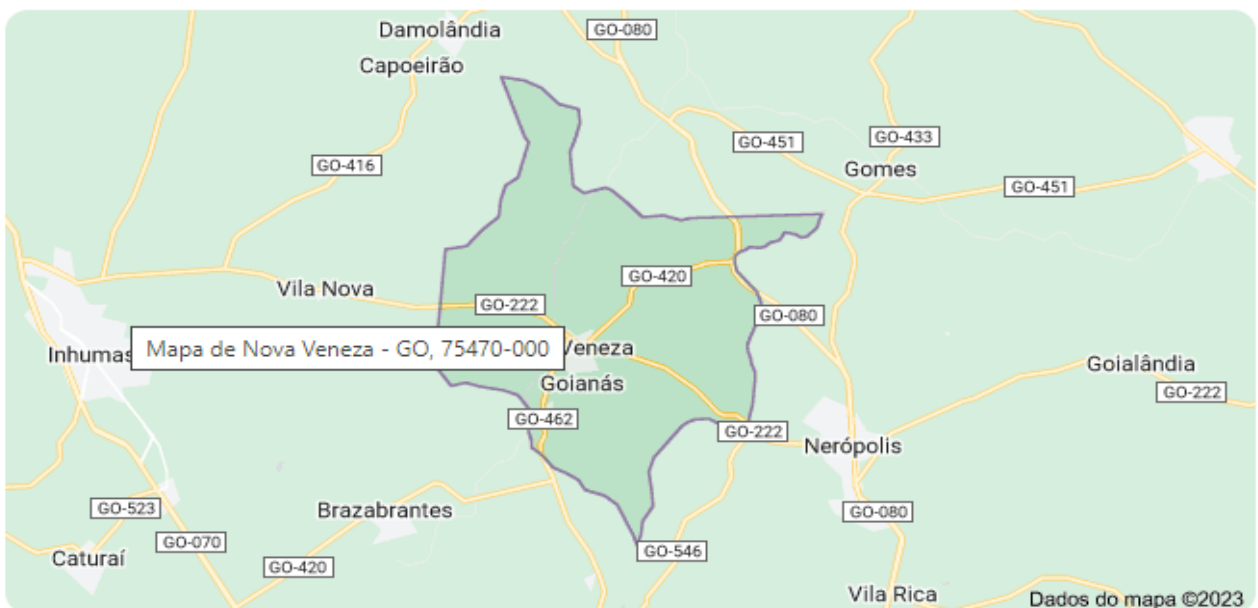 Damolândia
GO-080
Capoeirão
GO-451
GO-433
GO-416
Gomes
GO-451
GO-420
Vila Nova
GO-222
GO-080
Inhumas
Mapa de Nova Veneza - GO, 75470-000
Veneza
Goianás
Goialândia
GO-222
GO-462
GO-222
Nerópolis
GO-523
Brazabrantes
GO-080
GO-070
GO-546
Caturaí
GO-420
Vila Rica
Dados do mapa ©2023